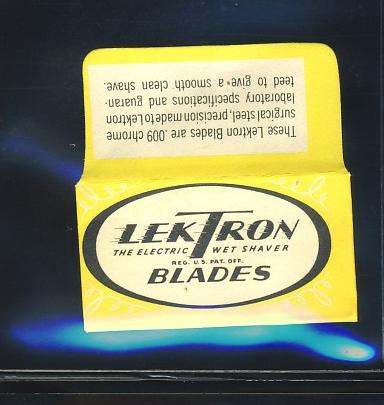 These Lektron Blades are .009 chrome
surgical steel, precision made to Lektron
laboratory specifications and guaran-
teed to give a smooth clean shave.
LEKTRON
THE ELECTRIC WET SHAVER
REG. U.S. PAT. OFF.
BLADES